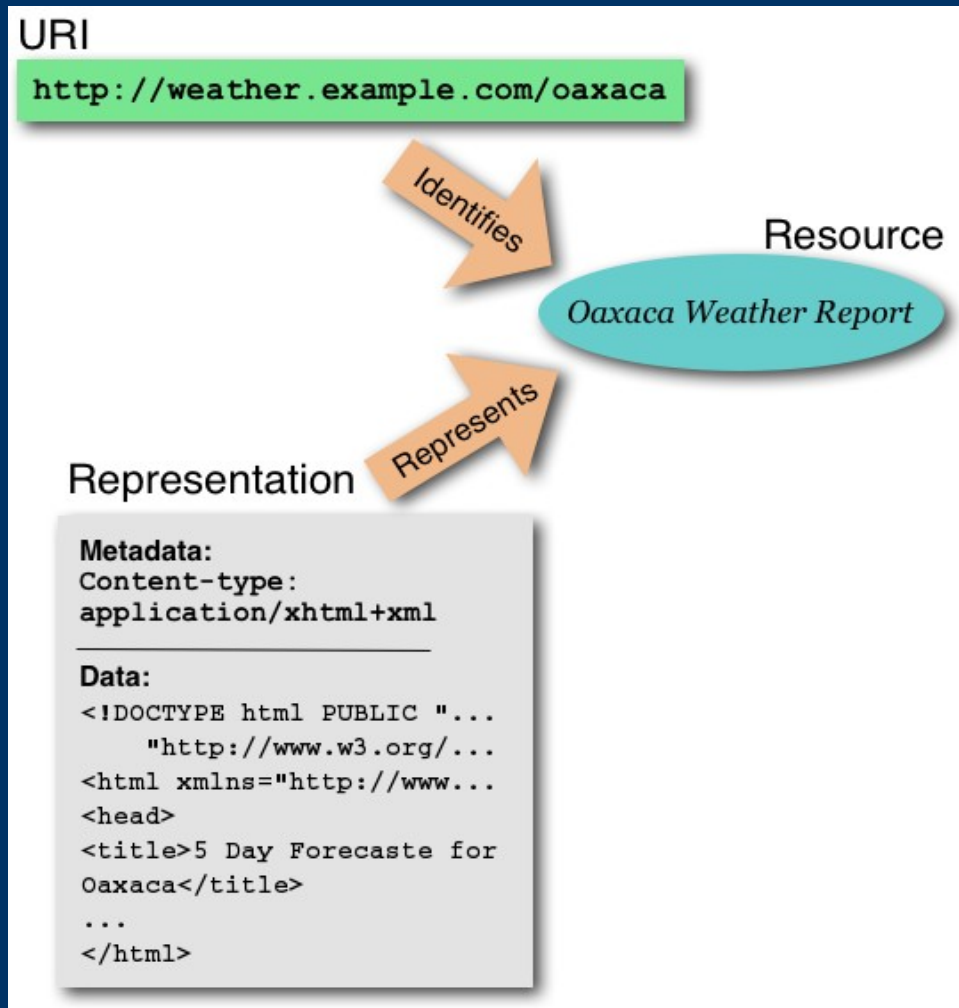 URI
http://weather.example.com/oaxaca
Identifies
Resource
Oaxaca Weather Report
Represents
Representation
Metadata:
Content-type:
application/xhtml+xml
Data:
<!DOCTYPE html PUBLIC "...
"http://www.w3.org/...
<html xmlns="http://www...
<head>
<title>5 Day Forecaste for
Oaxaca</title>
...
</html>